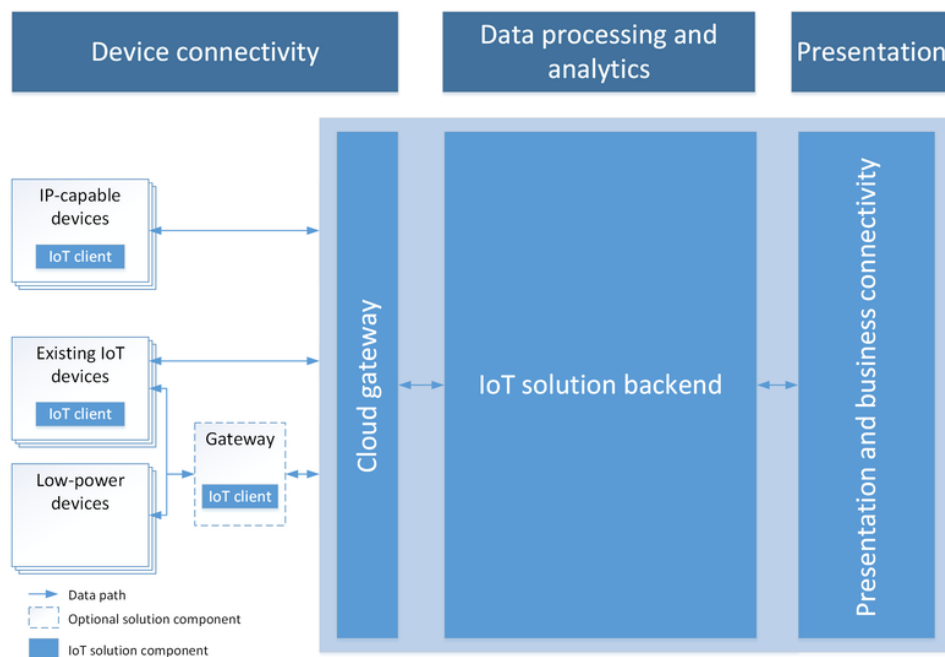 Device connectivity
Data processing and
analytics
Presentation
IP-capable
devices
IoT client
Existing IoT
devices
IoT client
Gateway
IoT client
Low-power
devices
Cloud gateway
IoT solution backend
Presentation and business connectivity
Data path
Optional solution component
IoT solution component